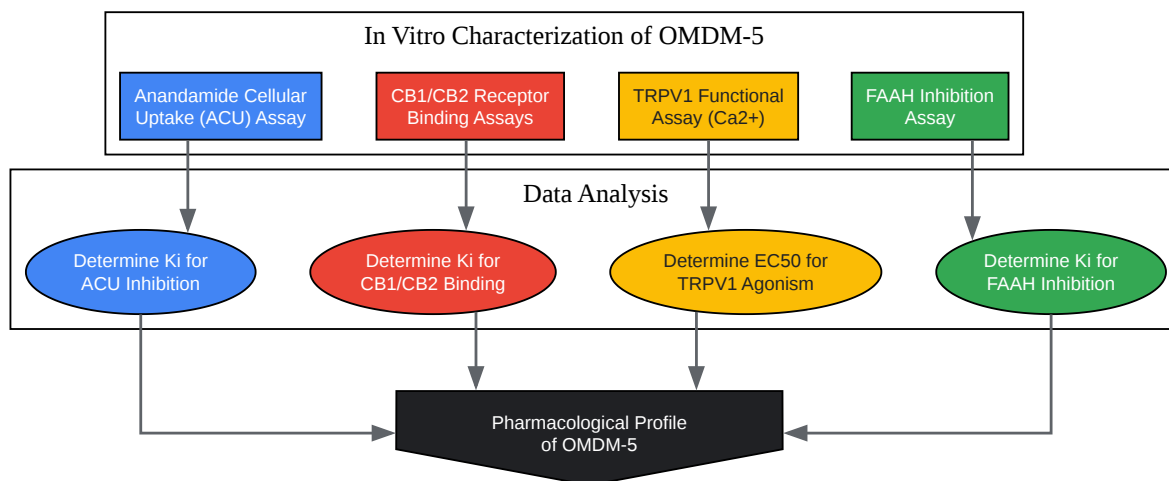 In Vitro Characterization of OMDM-5
Anandamide Cellular
Uptake (ACU) Assay
CB1/CB2 Receptor
Binding Assays
TRPV1 Functional
Assay (Ca2+)
FAAH Inhibition
Assay
Data Analysis
Determine Ki for
ACU Inhibition
Determine Ki for
CB1/CB2 Binding
Determine EC50 for
TRPV1 Agonism
Determine Ki for
FAAH Inhibition
Pharmacological Profile
of OMDM-5